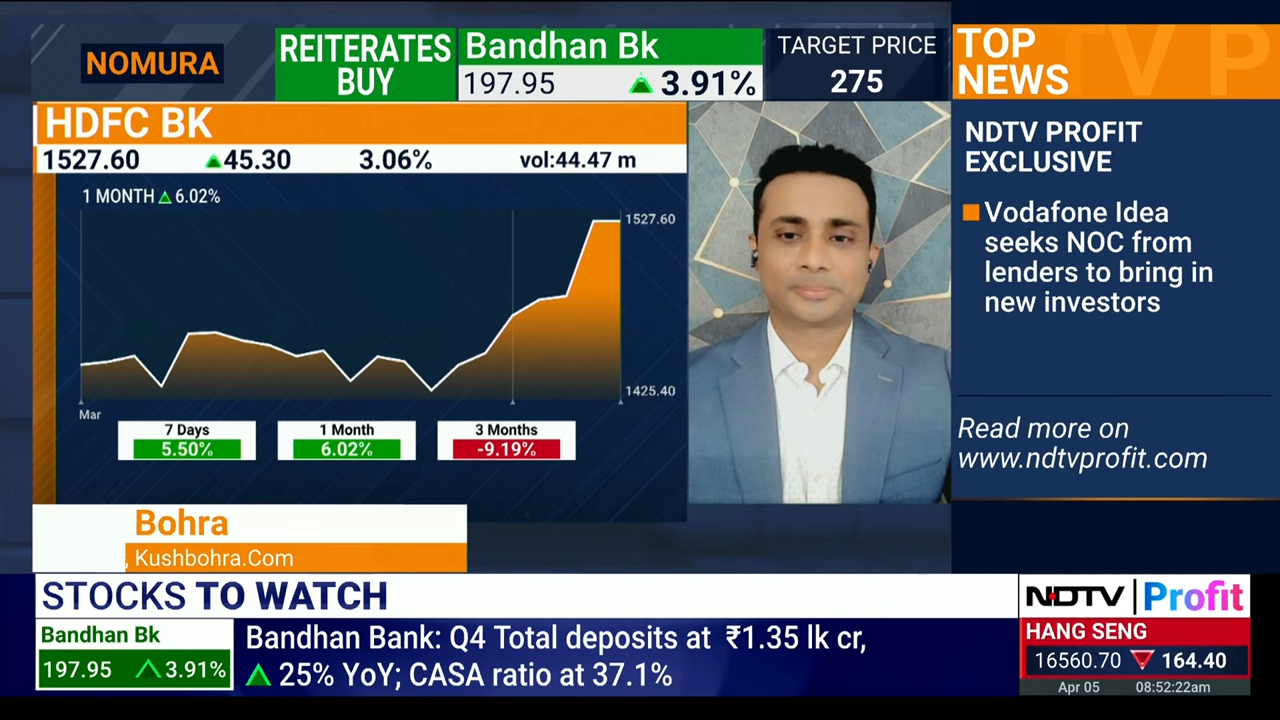 NOMURA
REITERATES
BUY
Bandhan Bk
197.95 3.91%
TARGET PRICE
275
TOP
NEWS
HDFC BK
1527.60 45.30 3.06% vol:44.47 m
1 MONTH 6.02%
1527.60
1425.40
Mar
7 Days
5.50%
1 Month
6.02%
3 Months
-9.19%
NDTV PROFIT
EXCLUSIVE
Vodafone Idea
seeks NOC from
lenders to bring in
new investors
Read more on
www.ndtvprofit.com
Bohra
, Kushbohra.Com
STOCKS TO WATCH
Bandhan Bk
197.95 3.91%
Bandhan Bank: Q4 Total deposits at ₹1.35 lk cr,
25% YoY; CASA ratio at 37.1%
NDTV Profit
HANG SENG
16560.70 164.40
Apr 05 08:52:22am